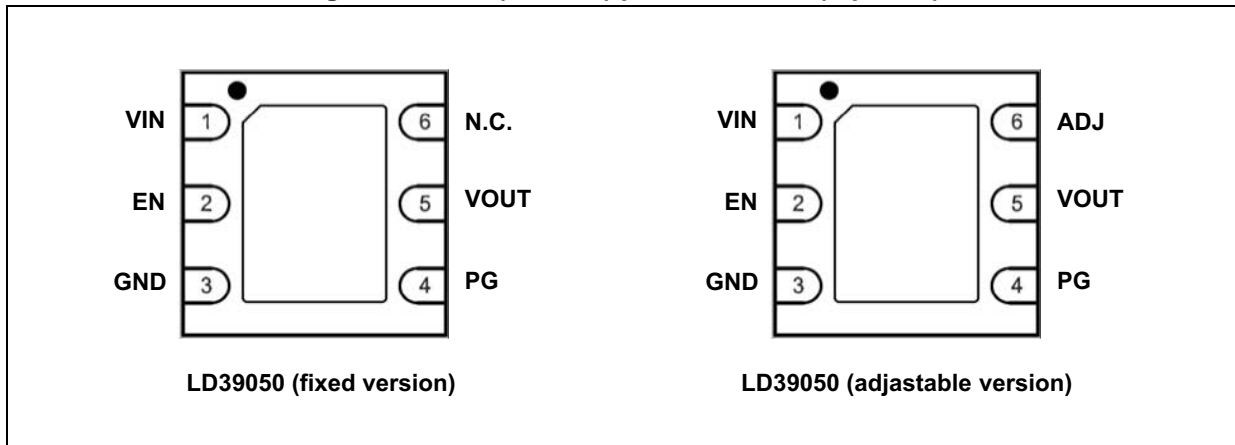 VIN 1 6 N.C.
EN 2 5 VOUT
GND 3 4 PG
LD39050 (fixed version)
VIN 1 6 ADJ
EN 2 5 VOUT
GND 3 4 PG
LD39050 (adjastable version)